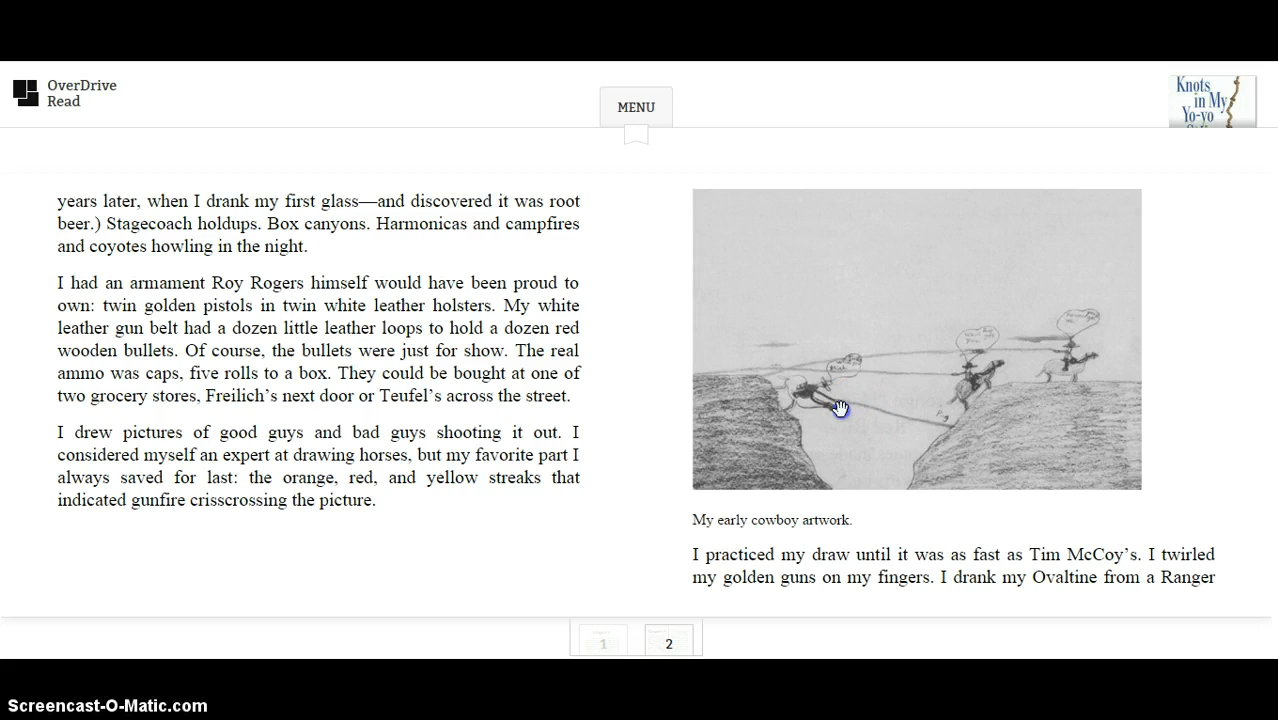 OverDrive
Read
MENU
Knots
in My
Yo-yo
years later, when I drank my first glass—and discovered it was root
beer.) Stagecoach holdups. Box canyons. Harmonicas and campfires
and coyotes howling in the night.
I had an armament Roy Rogers himself would have been proud to
own: twin golden pistols in twin white leather holsters. My white
leather gun belt had a dozen little leather loops to hold a dozen red
wooden bullets. Of course, the bullets were just for show. The real
ammo was caps, five rolls to a box. They could be bought at one of
two grocery stores, Freilich’s next door or Teufel’s across the street.
I drew pictures of good guys and bad guys shooting it out. I
considered myself an expert at drawing horses, but my favorite part I
always saved for last: the orange, red, and yellow streaks that
indicated gunfire crisscrossing the picture.
My early cowboy artwork.
I practiced my draw until it was as fast as Tim McCoy’s. I twirled
my golden guns on my fingers. I drank my Ovaltine from a Ranger
1
2
Screencast-O-Matic.com